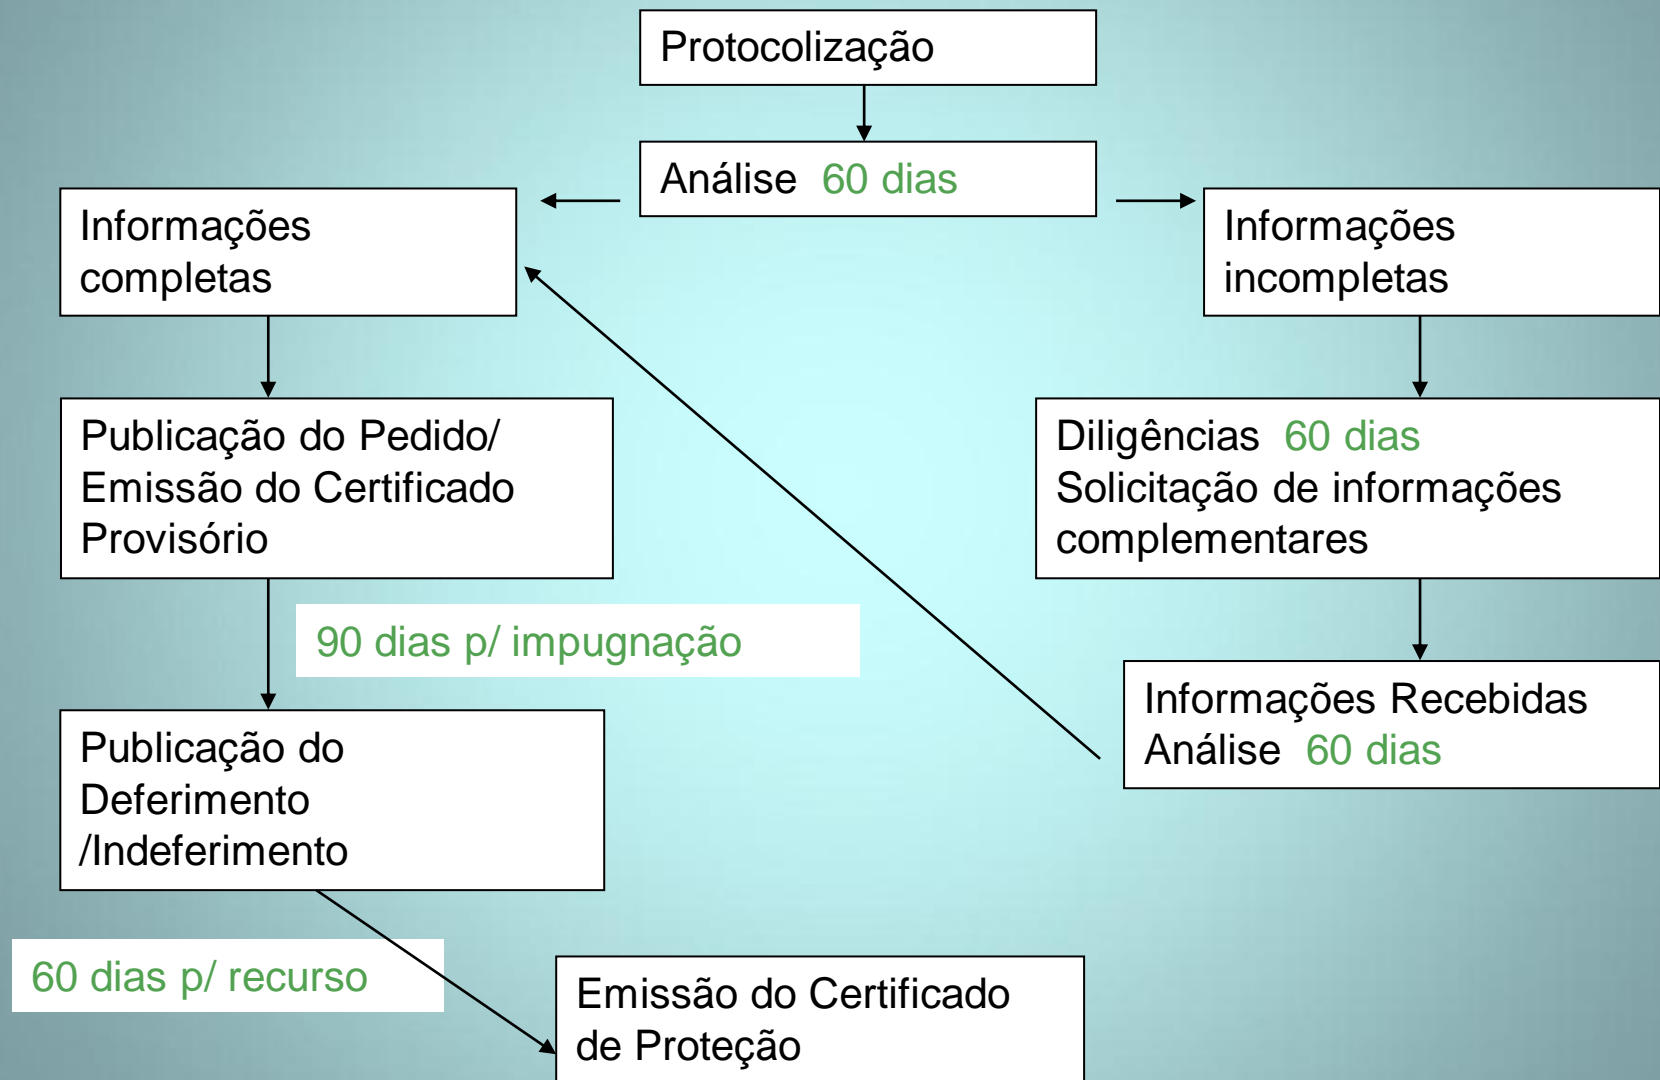 Protocolização
Análise 60 dias
Informações
completas
Informações
incompletas
Publicação do Pedido/
Emissão do Certificado
Provisório
Diligências 60 dias
Solicitação de informações
complementares
90 dias p/ impugnação
Informações Recebidas
Análise 60 dias
Publicação do
Deferimento
/Indeferimento
60 dias p/ recurso
Emissão do Certificado
de Proteção